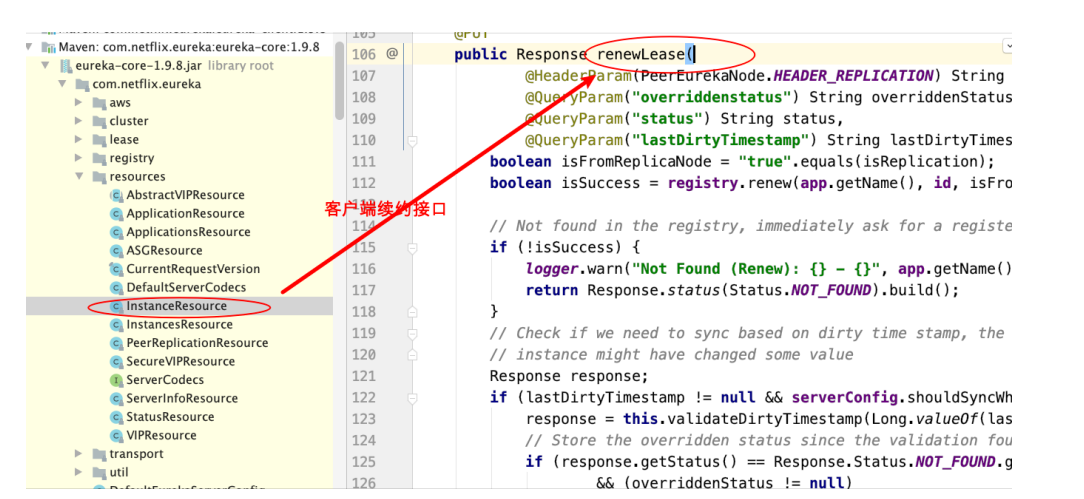 Maven: com.netflix.eureka:eureka-core:1.9.8
eureka-core-1.9.8.jar library root
com.netflix.eureka
aws
cluster
lease
registry
resources
AbstractVIPResource
ApplicationResource
ApplicationsResource
ASGResource
CurrentRequestVersion
DefaultServerCodecs
InstanceResource
InstancesResource
PeerReplicationResource
SecureVIPResource
ServerCodecs
ServerInfoResource
StatusResource
VIPResource
transport
util
DefaultEurekaServerConfig
客户端续约接口
105 @PUT
106 @ public Response renewLease(
107 @HeaderParam(PeerEurekaNode.HEADER_REPLICATION) String
108 @QueryParam("overriddenstatus") String overriddenStatus
109 @QueryParam("status") String status,
110 @QueryParam("lastDirtyTimestamp") String lastDirtyTimes
111 boolean isFromReplicaNode = "true".equals(isReplication);
112 boolean isSuccess = registry.renew(app.getName(), id, isFro
114 // Not found in the registry, immediately ask for a registe
115 if (!isSuccess) {
116 logger.warn("Not Found (Renew): {} - {}", app.getName()
117 return Response.status(Status.NOT_FOUND).build();
118 }
119 // Check if we need to sync based on dirty time stamp, the
120 // instance might have changed some value
121 Response response;
122 if (lastDirtyTimestamp != null && serverConfig.shouldSyncWh
123 response = this.validateDirtyTimestamp(Long.valueOf(las
124 // Store the overridden status since the validation fou
125 if (response.getStatus() == Response.Status.NOT_FOUND.g
126 && (overriddenStatus != null)